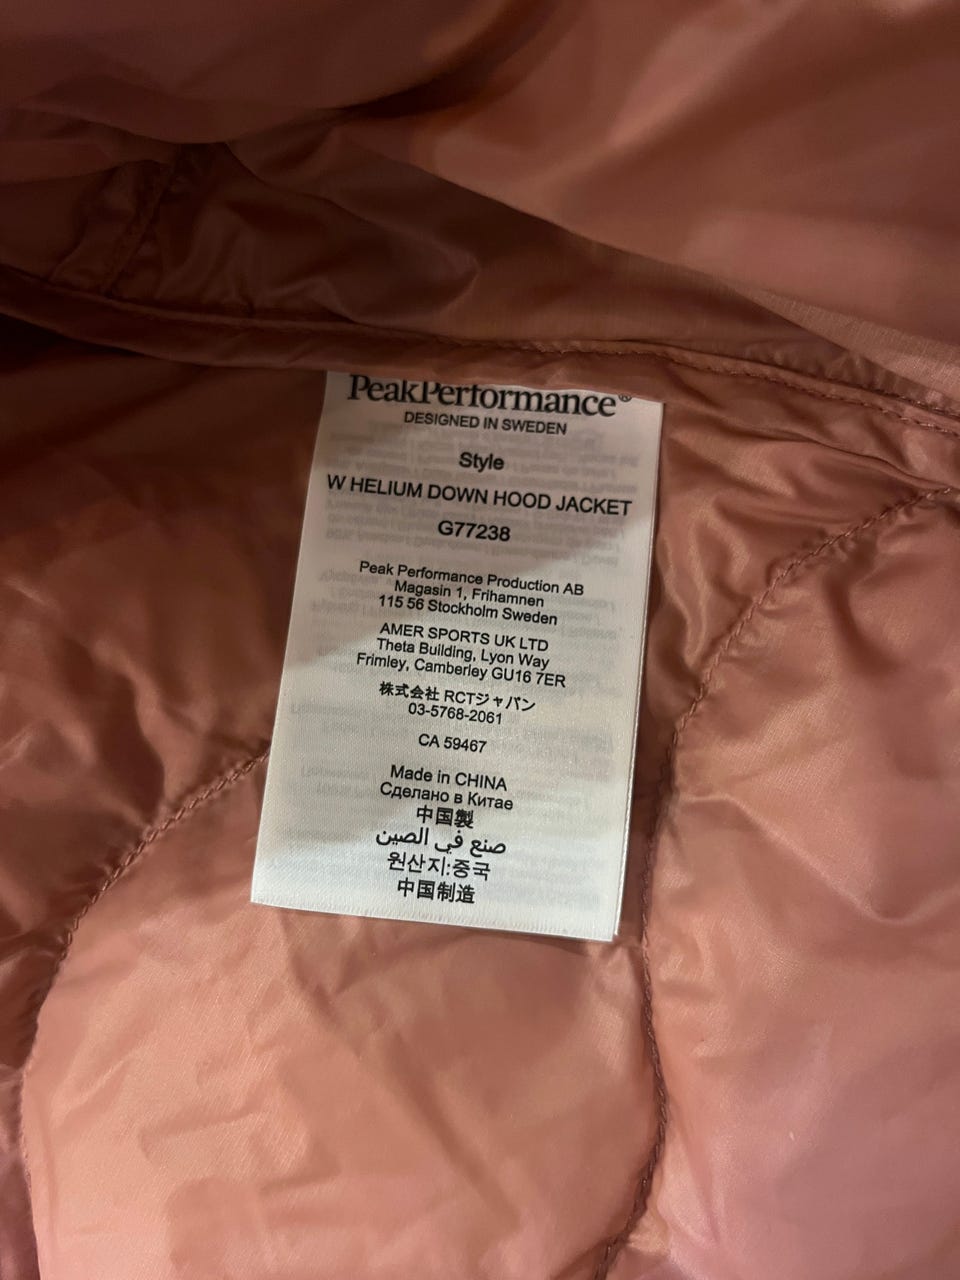 PeakPerformance®
DESIGNED IN SWEDEN
Style
W HELIUM DOWN HOOD JACKET
G77238
Peak Performance Production AB
Magasin 1, Frihamnen
115 56 Stockholm Sweden
AMER SPORTS UK LTD
Theta Building, Lyon Way
Frimley, Camberley GU16 7ER
株式会社 RCTジャパン
03-5768-2061
CA 59467
Made in CHINA
Сделано в Китае
中国製
صنع في الصين
원산지:중국
中国制造